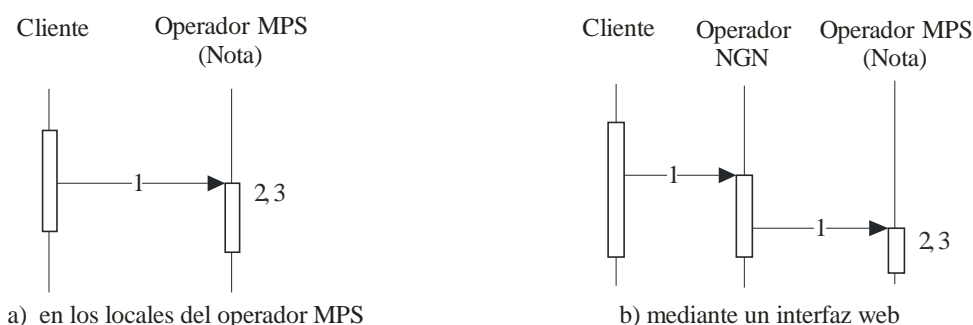 Cliente
Operador MPS
(Nota)
1
2, 3
a) en los locales del operador MPS
Cliente
Operador
NGN
Operador MPS
(Nota)
1
1
2, 3
b) mediante un interfaz web